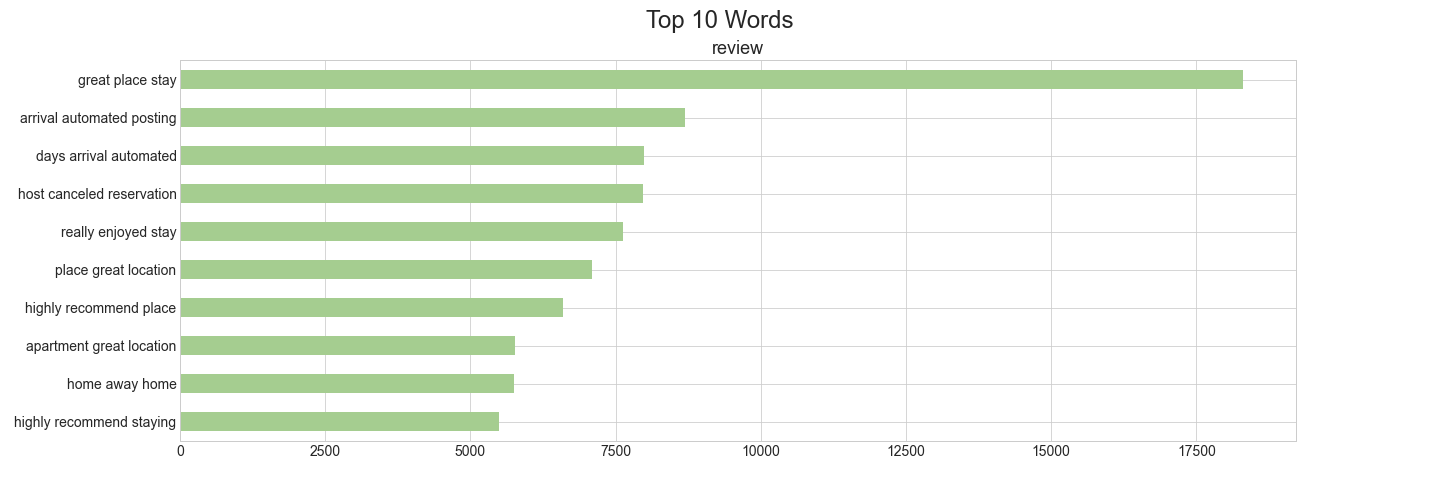 Top 10 Words
review
great place stay
arrival automated posting
days arrival automated
host canceled reservation
really enjoyed stay
place great location
highly recommend place
apartment great location
home away home
highly recommend staying
0 2500 5000 7500 10000 12500 15000 17500